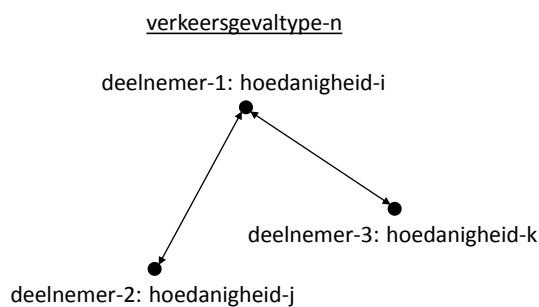 verkeersgevaltype-n
deelnemer-1: hoedanigheid-i
deelnemer-3: hoedanigheid-k
deelnemer-2: hoedanigheid-j